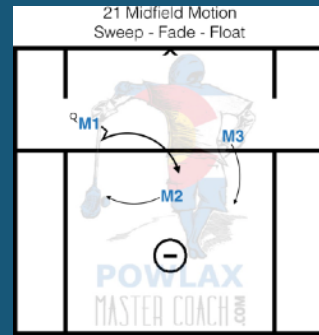 21 Midfield Motion
Sweep - Fade - Float
M1
M3
M2
POWLAX
MASTER COACH.COM